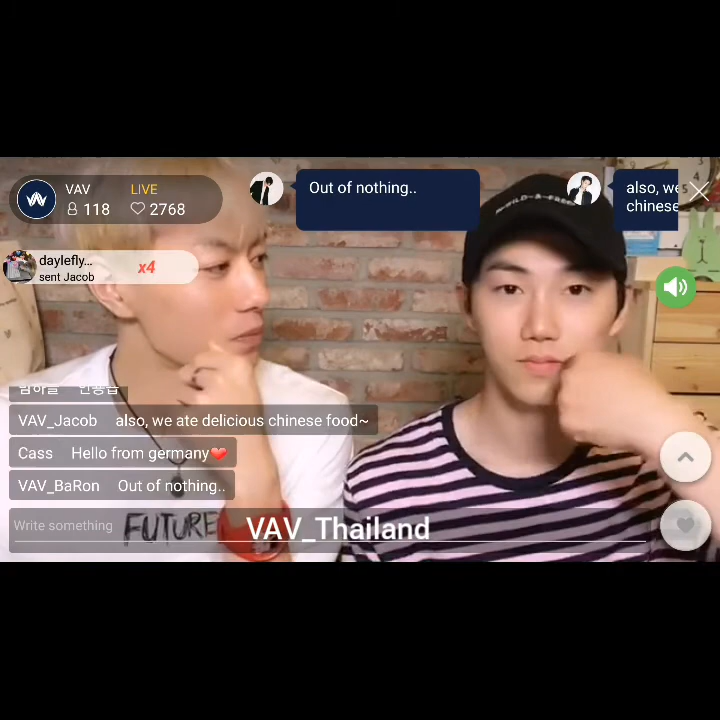 VAV LIVE
118 2768
Out of nothing..
also, we
chinese
daylefly...
sent Jacob
x4
VAV_Jacob also, we ate delicious chinese food~
Cass Hello from germany❤️
VAV_BaRon Out of nothing..
Write something
FUTURE
VAV_Thailand